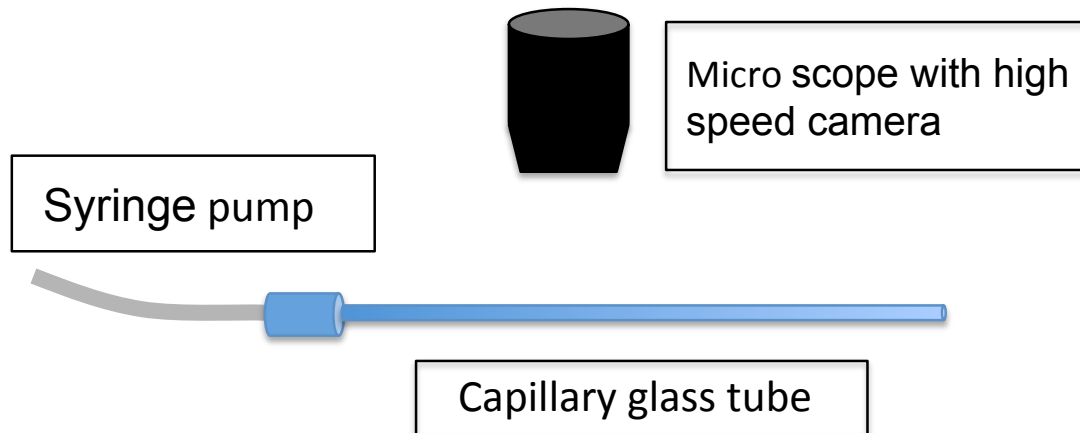 Micro scope with high
speed camera
Syringe pump
Capillary glass tube